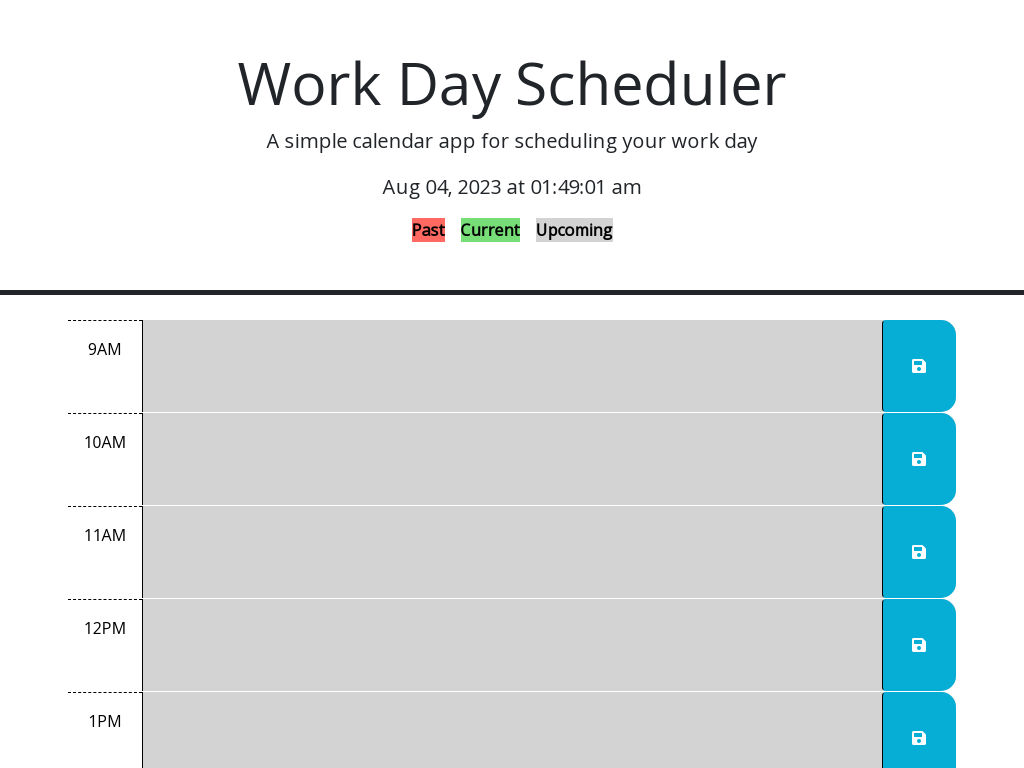 Work Day Scheduler
A simple calendar app for scheduling your work day
Aug 04, 2023 at 01:49:01 am
Past Current Upcoming
9AM
10AM
11AM
12PM
1PM